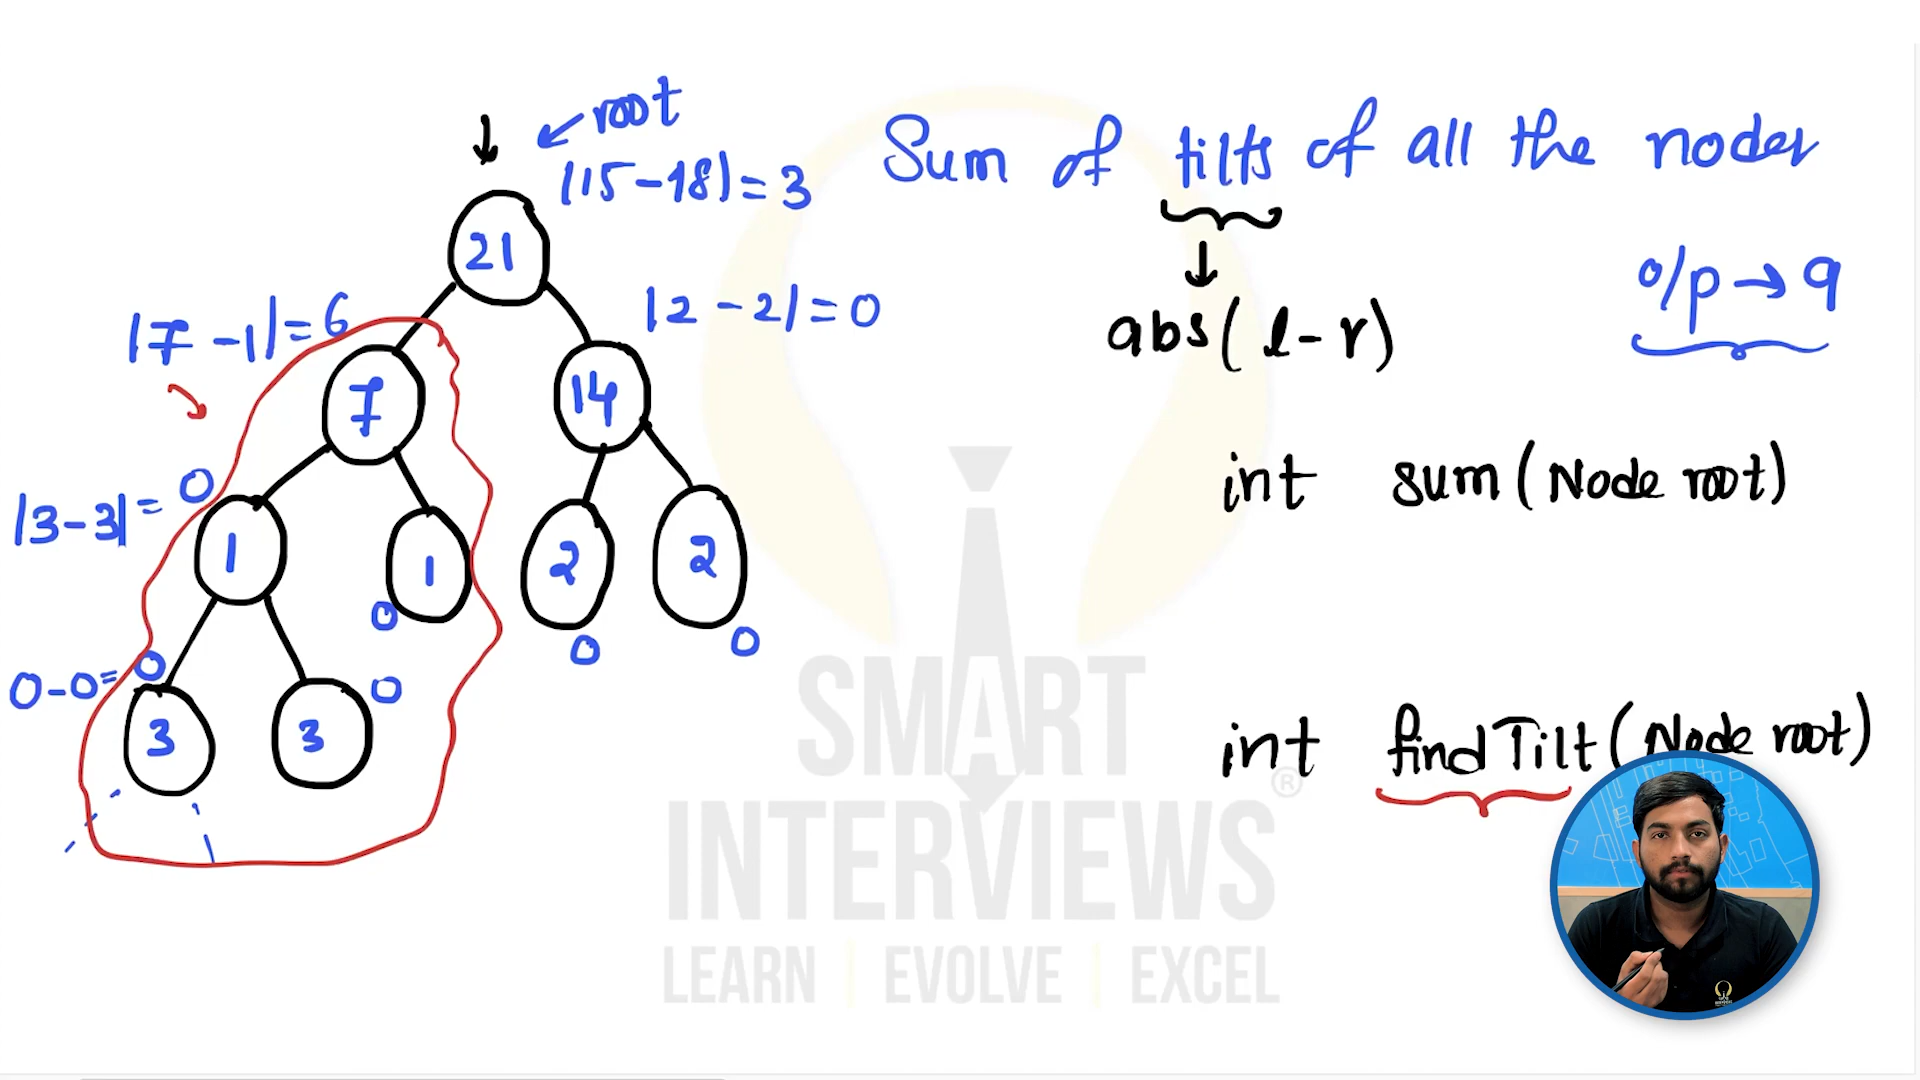 root
|15-18|=3
Sum of tilts of all the nodes
21
|2-2|=0
o/p→9
|7-1|=6
abs(l-r)
7
14
|3-3|=0
int sum(Node root)
1
1
2
2
0
0
0
0-0=0
0
3
3
int findTilt(Node root)
SMART
INTERVIEWS®
LEARN | EVOLVE | EXCEL